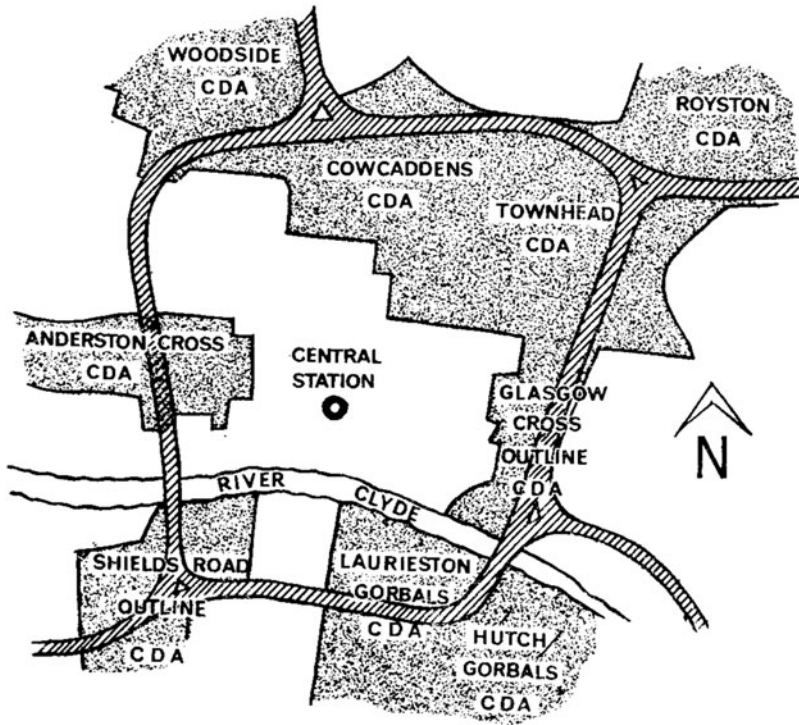 WOODSIDE
CDA
ROYSTON
CDA
COWCADDENS
CDA
TOWNHEAD
CDA
ANDERSTON CROSS
CDA
CENTRAL
STATION
GLASGOW
CROSS
OUTLINE
CDA
N
RIVER CLYDE
SHIELDS ROAD
OUTLINE
CDA
LAURIESTON
GORBALS
CDA
HUTCH
GORBALS
CDA